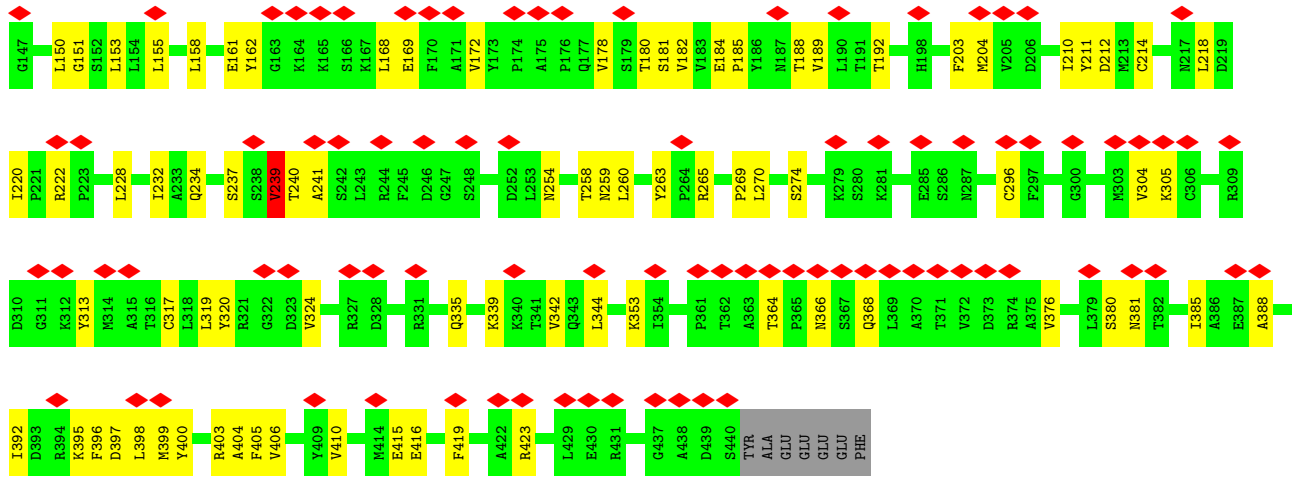 G147 L150 G151 S152 L153 L154 L155 L158 E161 Y162 G163 K164 K165 S166 K167 L168 E169 F170 A171 V172 Y173 P174 A175 P176 Q177 V178 S179 T180 S181 V182 V183 E184 P185 Y186 N187 T188 V189 L190 T191 T192 H198 F203 M204 V205 D206 I210 Y211 D212 M213 C214 N217 L218 D219
I220 P221 R222 P223 L228 I232 A233 Q234 S237 S238 V239 T240 A241 S242 L243 R244 F245 D246 G247 S248 D252 L253 N254 T258 N259 L260 Y263 P264 R265 P269 L270 S274 K279 S280 K281 E285 S286 N287 C296 F297 G300 M303 V304 K305 C306 R309
D310 G311 K312 Y313 M314 A315 T316 C317 L318 L319 Y320 R321 G322 D323 V324 R327 D328 R331 Q335 K339 K340 T341 V342 Q343 L344 K353 I354 P361 T362 A363 T364 P365 N366 S367 Q368 L369 A370 T371 V372 D373 R374 A375 V376 L379 S380 N381 T382 I385 A386 E387 A388
I392 D393 R394 K395 F396 D397 L398 M399 Y400 R403 A404 F405 V406 Y409 V410 M414 E415 E416 F419 A422 R423 L429 E430 R431 G437 A438 D439 S440 TYR ALA GLU GLU GLU GLU PHE